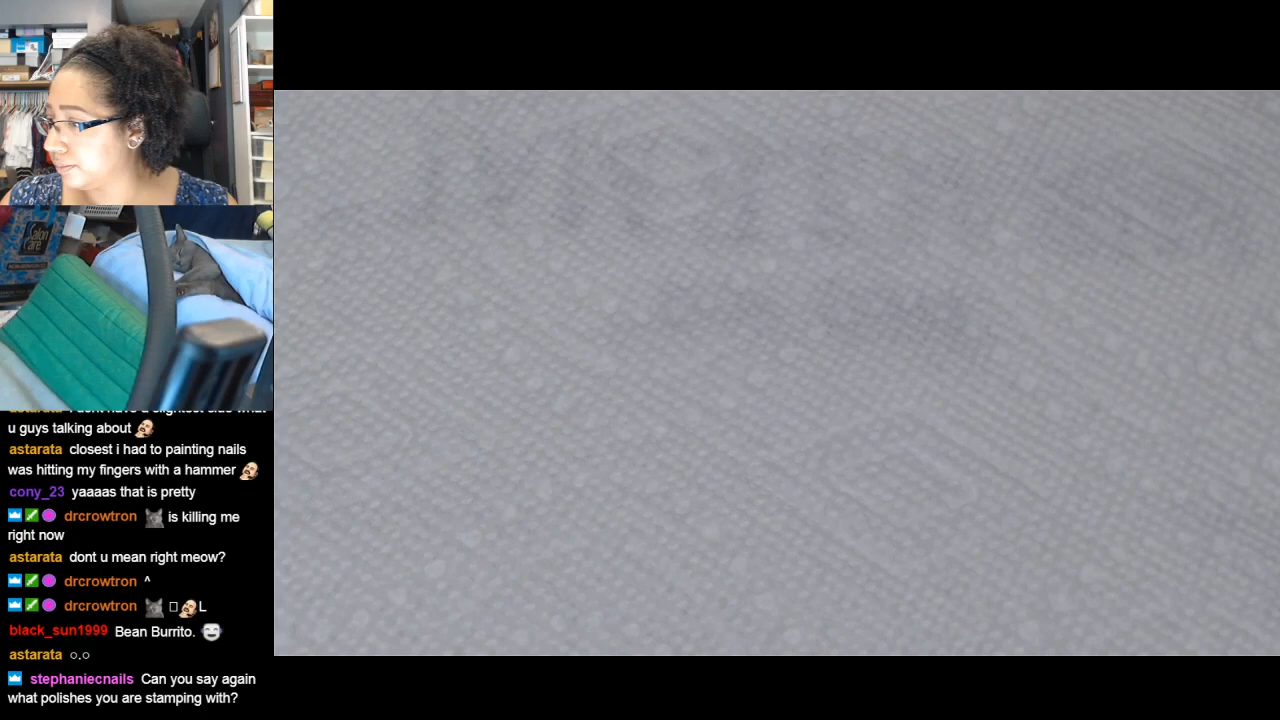 Salon
Care
u guys talking about
astarata closest i had to painting nails
was hitting my fingers with a hammer
cony_23 yaaaas that is pretty
drcrowtron is killing me
right now
astarata dont u mean right meow?
drcrowtron ^
drcrowtron L
black_sun1999 Bean Burrito.
astarata o.o
stephaniecnails Can you say again
what polishes you are stamping with?